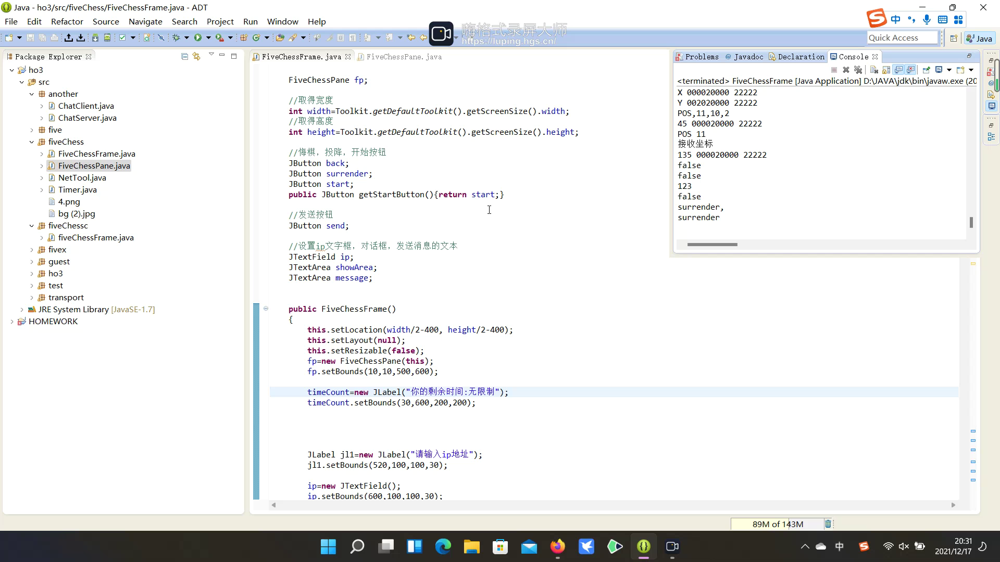 Java - ho3/src/fiveChess/FiveChessFrame.java - ADT
File Edit Refactor Source Navigate Search Project Run Window Help
中
嗨格式录屏大师
https://luping.hgs.cn/
Quick Access
Java
Package Explorer
ho3
src
another
ChatClient.java
ChatServer.java
five
fiveChess
FiveChessFrame.java
FiveChessPane.java
NetTool.java
Timer.java
4.png
bg (2).jpg
fiveChessc
fiveChessFrame.java
fivex
guest
ho3
test
transport
JRE System Library [JavaSE-1.7]
HOMEWORK
FiveChessFrame.java FiveChessPane.java
FiveChessPane fp;
//取得宽度
int width=Toolkit.getDefaultToolkit().getScreenSize().width;
//取得高度
int height=Toolkit.getDefaultToolkit().getScreenSize().height;
//悔棋，投降，开始按钮
JButton back;
JButton surrender;
JButton start;
public JButton getStartButton(){return start;}
//发送按钮
JButton send;
//设置ip文字框，对话框，发送消息的文本
JTextField ip;
JTextArea showArea;
JTextArea message;
public FiveChessFrame()
{
this.setLocation(width/2-400, height/2-400);
this.setLayout(null);
this.setResizable(false);
fp=new FiveChessPane(this);
fp.setBounds(10,10,500,600);
timeCount=new JLabel("你的剩余时间:无限制");
timeCount.setBounds(30,600,200,200);
JLabel jl1=new JLabel("请输入ip地址");
jl1.setBounds(520,100,100,30);
ip=new JTextField();
ip.setBounds(600,100,100,30);
Problems @ Javadoc Declaration Console
<terminated> FiveChessFrame [Java Application] D:\JAVA\jdk\bin\javaw.exe (20
X 000020000 22222
Y 002020000 22222
POS,11,10,2
45 000020000 22222
POS 11
接收坐标
135 000020000 22222
false
false
123
false
surrender,
surrender
89M of 143M
中
20:31
2021/12/17